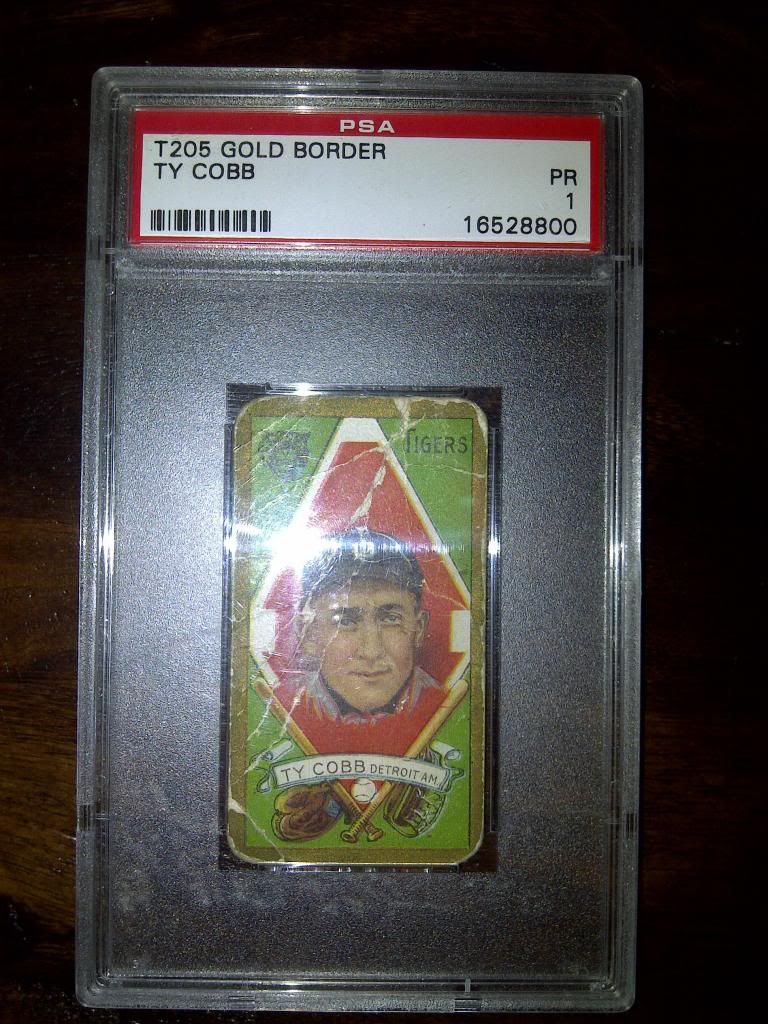 PSA
T205 GOLD BORDER
TY COBB
PR
1
16528800
TIGERS
TY COBB DETROIT AM.